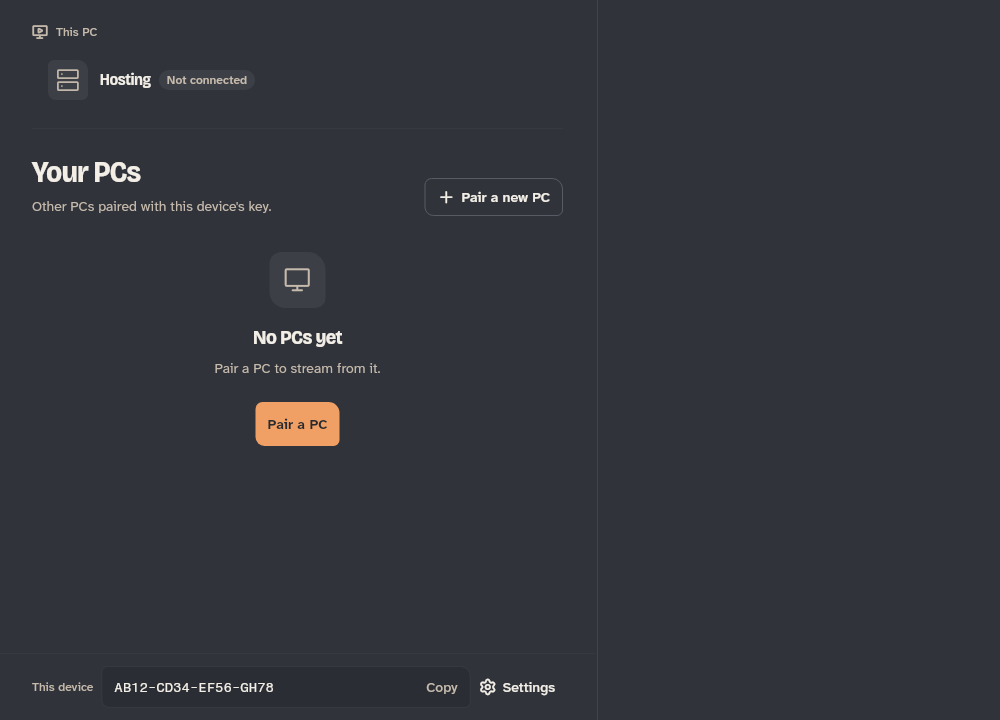 This PC
Hosting Not connected
Your PCs
Other PCs paired with this device's key.
Pair a new PC
No PCs yet
Pair a PC to stream from it.
Pair a PC
This device AB12-CD34-EF56-GH78 Copy Settings